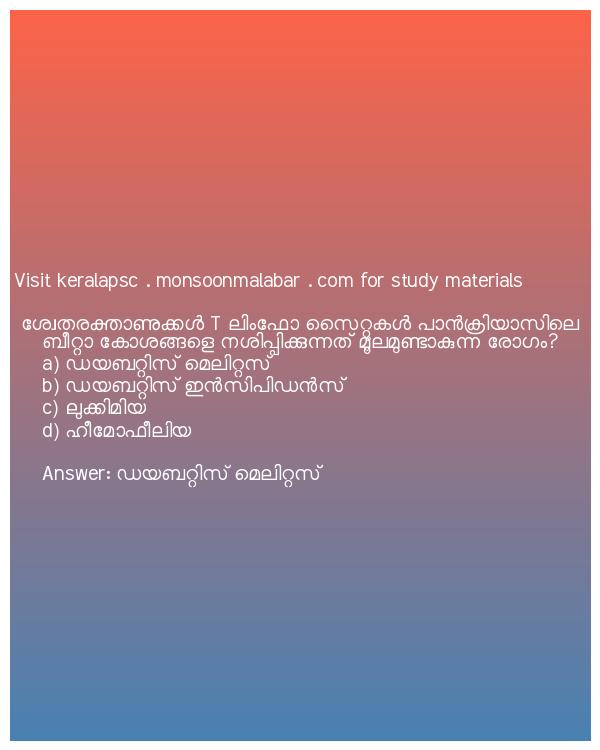 Visit keralapsc . monsoonmalabar . com for study materials
ശ്വേതരക്താണുക്കൾ T ലിംഫോ സൈറ്റുകൾ പാൻക്രിയാസിലെ
ബീറ്റാ കോശങ്ങളെ നശിപ്പിക്കുന്നത് മൂലമുണ്ടാകുന്ന രോഗം?
a) ഡയബറ്റിസ് മെലിറ്റസ്
b) ഡയബറ്റിസ് ഇൻസിപിഡൻസ്
c) ലുക്കിമിയ
d) ഹീമോഫീലിയ
Answer: ഡയബറ്റിസ് മെലിറ്റസ്